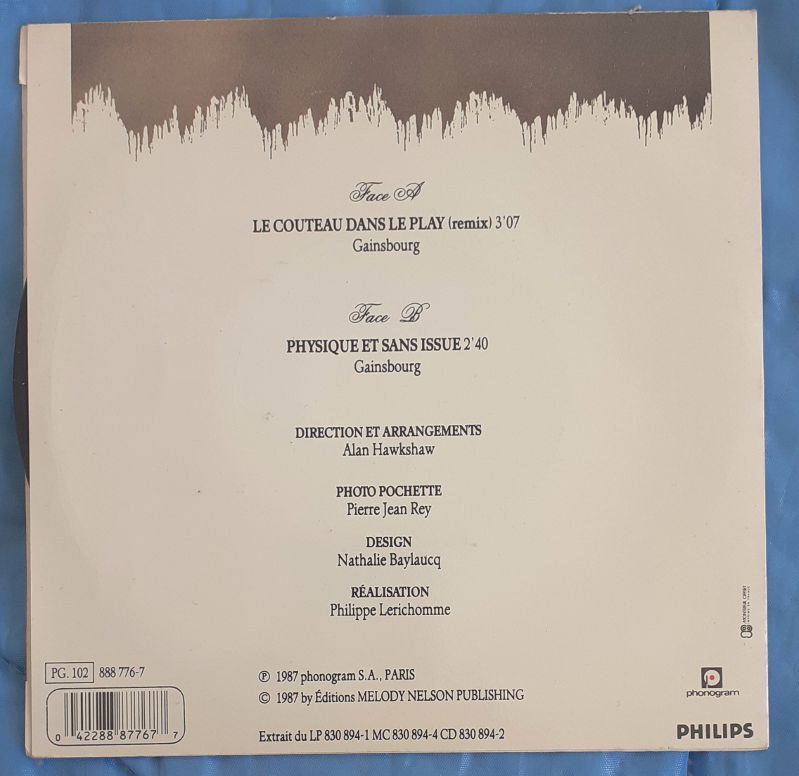 Face A
LE COUTEAU DANS LE PLAY (remix) 3'07
Gainsbourg
Face B
PHYSIQUE ET SANS ISSUE 2'40
Gainsbourg
DIRECTION ET ARRANGEMENTS
Alan Hawkshaw
PHOTO POCHETTE
Pierre Jean Rey
DESIGN
Nathalie Baylaucq
RÉALISATION
Philippe Lerichomme
PG. 102 888 776-7
℗ 1987 phonogram S.A., PARIS
© 1987 by Éditions MELODY NELSON PUBLISHING
Extrait du LP 830 894-1 MC 830 894-4 CD 830 894-2
0 42288 87767 7
phonogram
PHILIPS